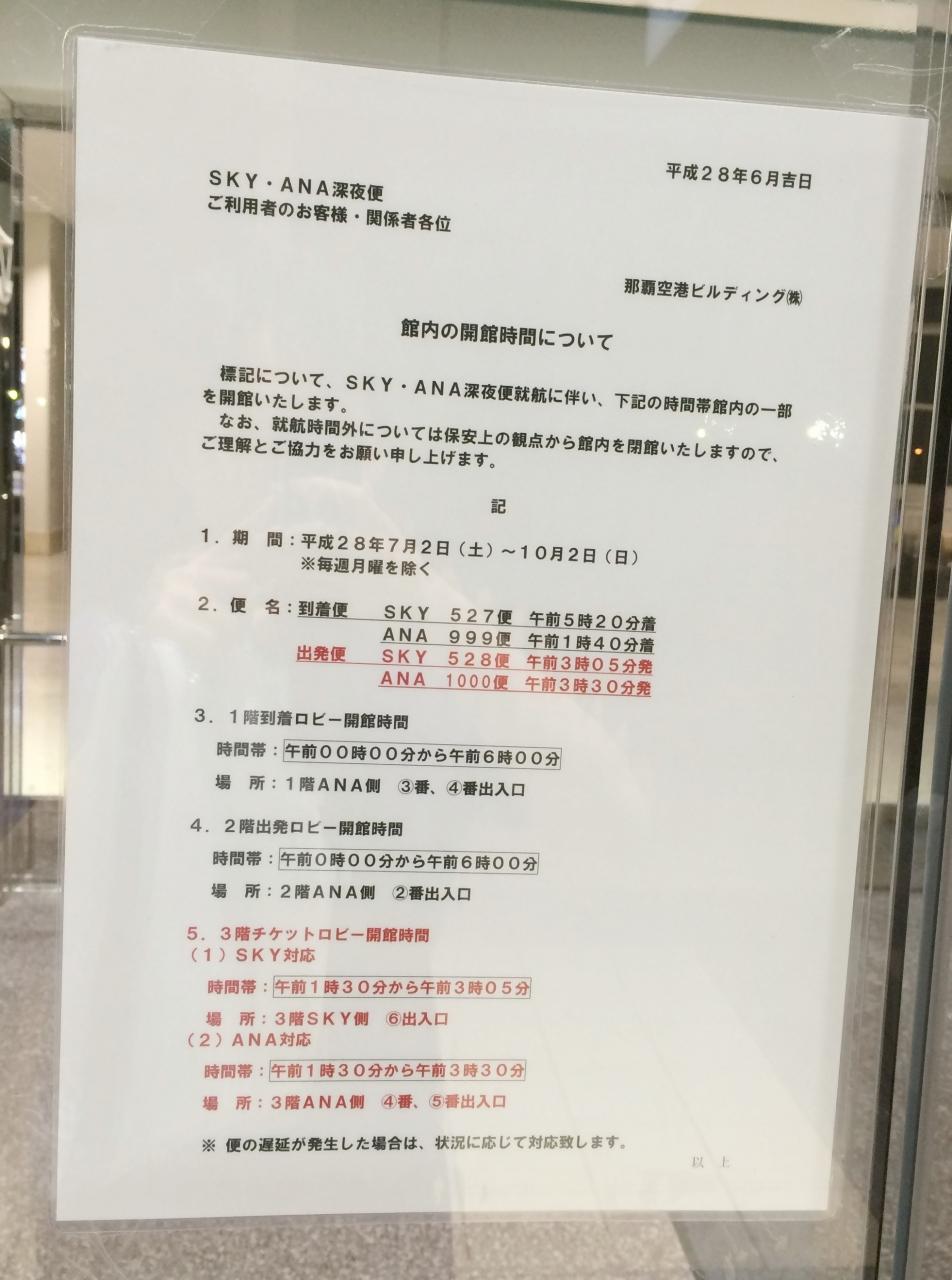 平成28年6月吉日
SKY・ANA深夜便
ご利用者のお客様・関係者各位
那覇空港ビルディング㈱
館内の開館時間について
標記について、SKY・ANA深夜便就航に伴い、下記の時間帯館内の一部
を開館いたします。
なお、就航時間外については保安上の観点から館内を閉館いたしますので、
ご理解とご協力をお願い申し上げます。
記
1．期　間：平成28年7月2日（土）～10月2日（日）
※毎週月曜を除く
2．便　名：到着便　SKY　527便　午前5時20分着
ANA　999便　午前1時40分着
出発便　SKY　528便　午前3時05分発
ANA　1000便　午前3時30分発
3．1階到着ロビー開館時間
時間帯：午前00時00分から午前6時00分
場　所：1階ANA側　③番、④番出入口
4．2階出発ロビー開館時間
時間帯：午前0時00分から午前6時00分
場　所：2階ANA側　②番出入口
5．3階チケットロビー開館時間
（1）SKY対応
時間帯：午前1時30分から午前3時05分
場　所：3階SKY側　⑥出入口
（2）ANA対応
時間帯：午前1時30分から午前3時30分
場　所：3階ANA側　④番、⑤番出入口
※ 便の遅延が発生した場合は、状況に応じて対応致します。
以　上